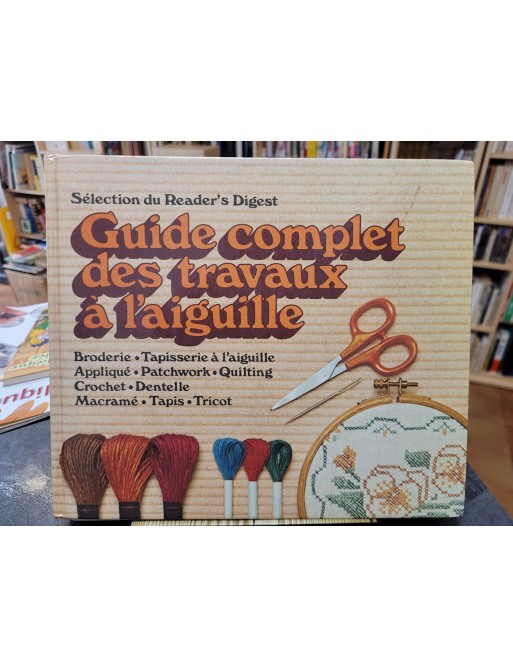 Sélection du Reader's Digest
Guide complet
des travaux
à l'aiguille
Broderie • Tapisserie à l'aiguille
Appliqué • Patchwork • Quilting
Crochet • Dentelle
Macramé • Tapis • Tricot